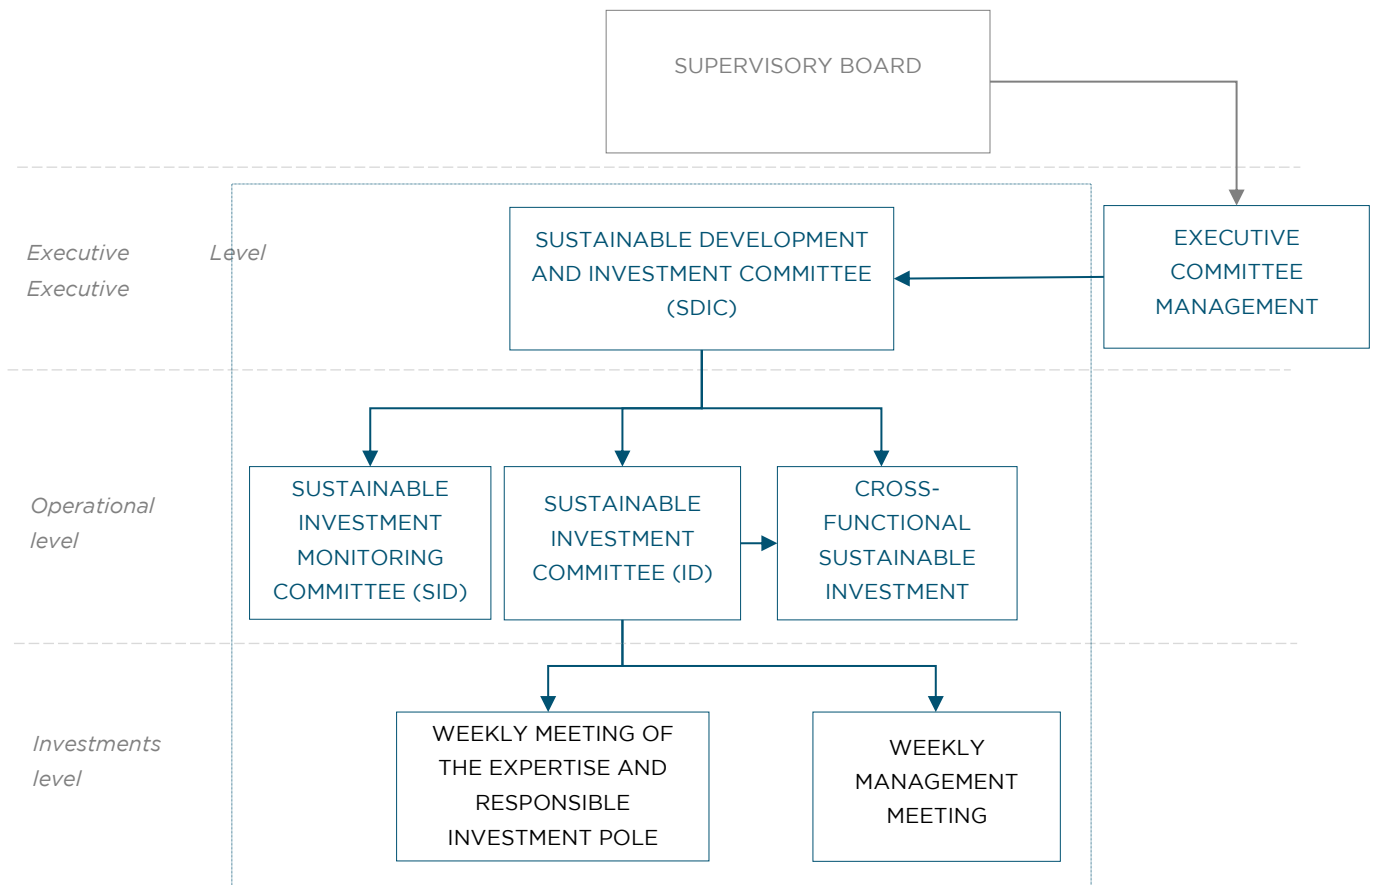 SUPERVISORY BOARD
Executive Level
Executive
SUSTAINABLE DEVELOPMENT
AND INVESTMENT COMMITTEE
(SDIC)
EXECUTIVE
COMMITTEE
MANAGEMENT
Operational
level
SUSTAINABLE
INVESTMENT
MONITORING
COMMITTEE (SID)
SUSTAINABLE
INVESTMENT
COMMITTEE (ID)
CROSS-
FUNCTIONAL
SUSTAINABLE
INVESTMENT
Investments
level
WEEKLY MEETING OF
THE EXPERTISE AND
RESPONSIBLE
INVESTMENT POLE
WEEKLY
MANAGEMENT
MEETING